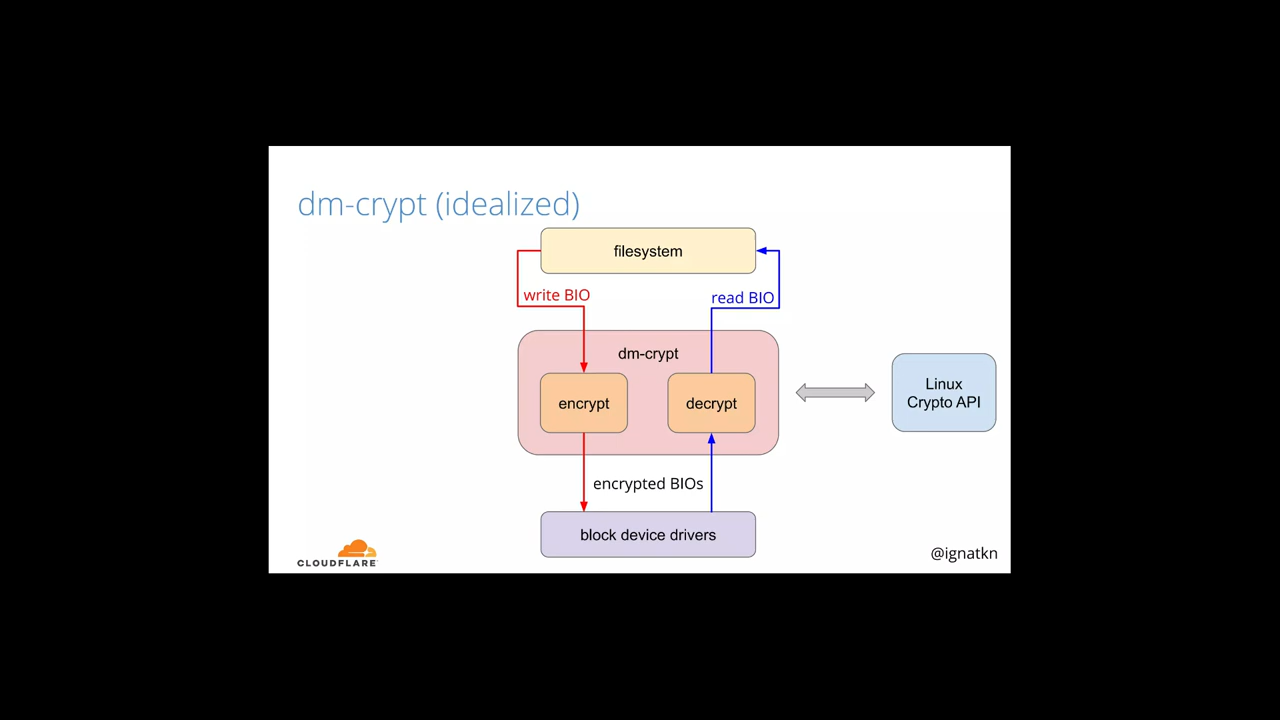 dm-crypt (idealized)
filesystem
write BIO
read BIO
dm-crypt
encrypt
decrypt
Linux
Crypto API
encrypted BIOs
block device drivers
CLOUDFLARE
@ignatkn